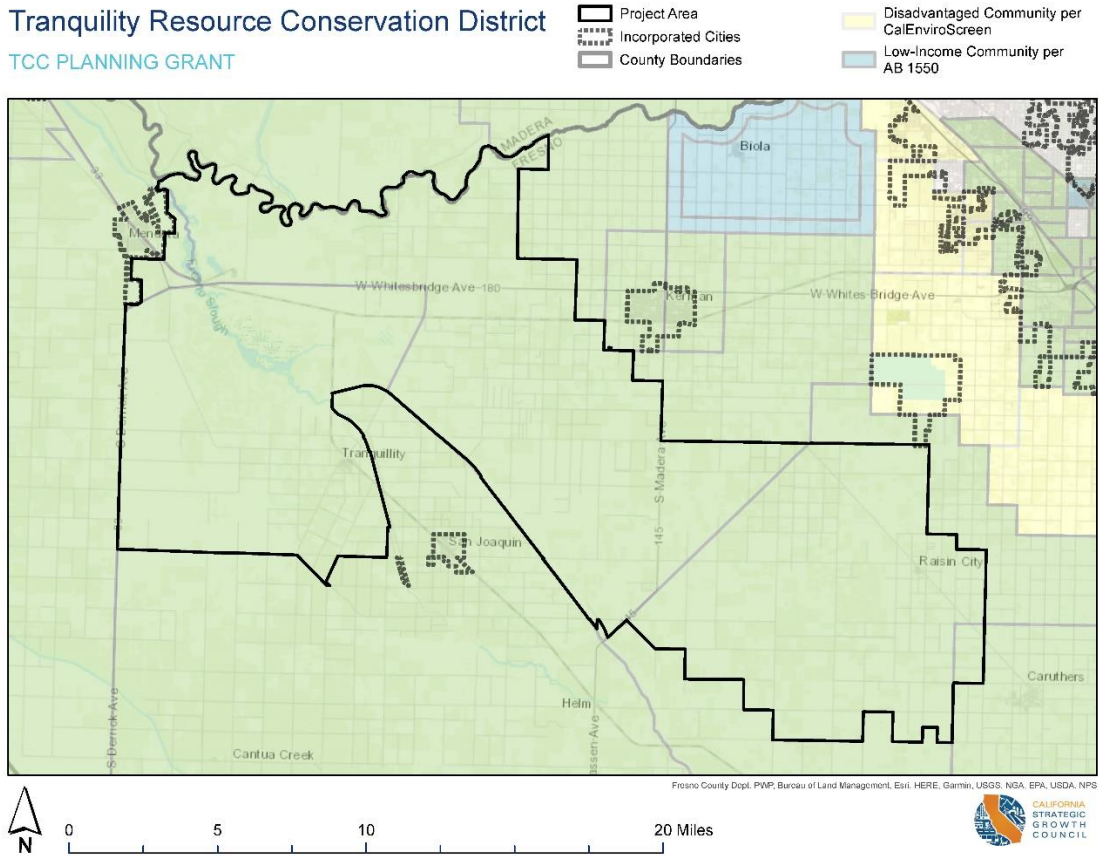 Tranquility Resource Conservation District
TCC PLANNING GRANT
Project Area
Incorporated Cities
County Boundaries
Disadvantaged Community per
CalEnviroScreen
Low-Income Community per
AB 1550
MADERA
FRESNO
Biola
33
W Whitesbridge Ave 180
Kerman
W Whites Bridge Ave
Slough
Tranquillity
S Madera Ave
145
San Joaquin
Raisin City
Caruthers
Helm
S Derrick Ave
Cantua Creek
Fresno County Dept. PWP, Bureau of Land Management, Esri, HERE, Garmin, USGS, NGA, EPA, USDA, NPS
N
0 5 10 20 Miles
CALIFORNIA
STRATEGIC
GROWTH
COUNCIL